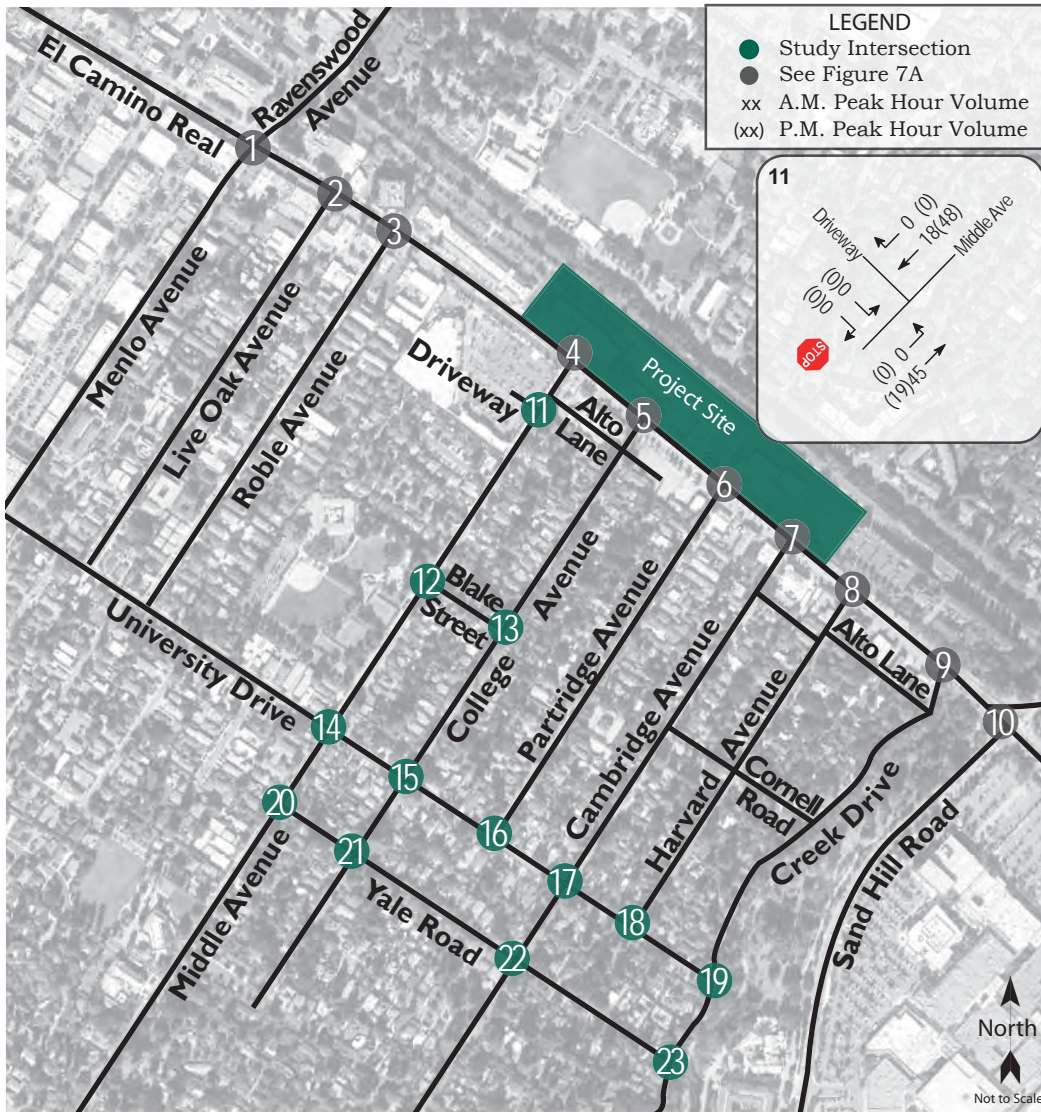 LEGEND
Study Intersection
See Figure 7A
xx A.M. Peak Hour Volume
(xx) P.M. Peak Hour Volume
11
Driveway
0 (0)
18(48)
Middle Ave
(0)0
(0)0
STOP
(0) 0
(19)45
El Camino Real
Ravenswood
Avenue
1
2
3
Menlo Avenue
Live Oak Avenue
Roble Avenue
Project Site
4
5
6
7
8
9
10
Driveway
11
Alto
Lane
12
Blake
Street
13
College Avenue
Partridge Avenue
Cambridge Avenue
Harvard Avenue
Alto Lane
Cornell
Road
Creek Drive
Sand Hill Road
University Drive
14
15
16
17
18
19
20
21
22
23
Middle Avenue
Yale Road
North
Not to Scale